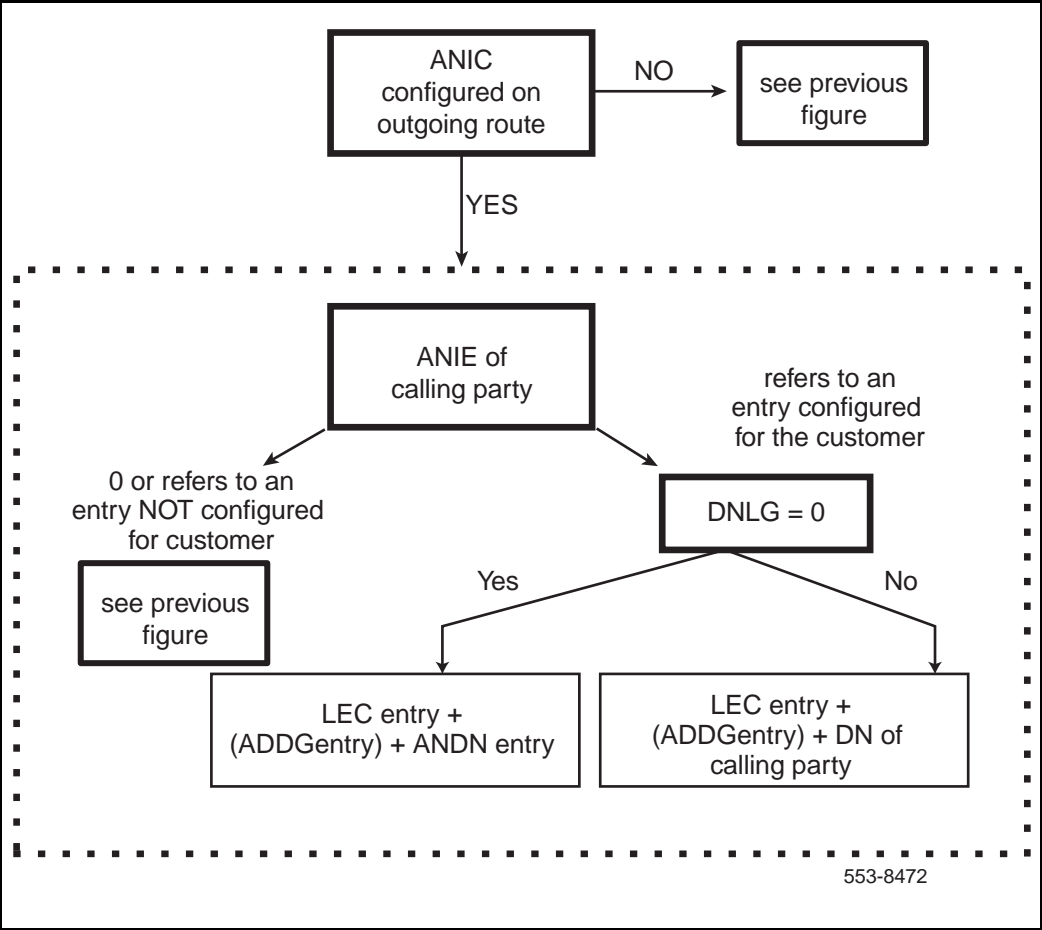 ANIC
configured on
outgoing route
NO
see previous
figure
YES
ANIE of
calling party
refers to an
entry configured
for the customer
0 or refers to an
entry NOT configured
for customer
DNLG = 0
see previous
figure
Yes
No
LEC entry +
(ADDGentry) + ANDN entry
LEC entry +
(ADDGentry) + DN of
calling party
553-8472